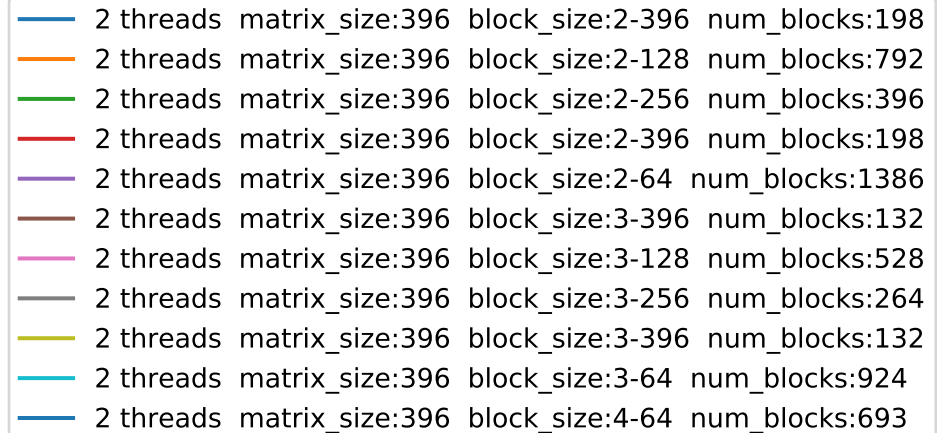 2 threads matrix_size:396 block_size:2-396 num_blocks:198
2 threads matrix_size:396 block_size:2-128 num_blocks:792
2 threads matrix_size:396 block_size:2-256 num_blocks:396
2 threads matrix_size:396 block_size:2-396 num_blocks:198
2 threads matrix_size:396 block_size:2-64 num_blocks:1386
2 threads matrix_size:396 block_size:3-396 num_blocks:132
2 threads matrix_size:396 block_size:3-128 num_blocks:528
2 threads matrix_size:396 block_size:3-256 num_blocks:264
2 threads matrix_size:396 block_size:3-396 num_blocks:132
2 threads matrix_size:396 block_size:3-64 num_blocks:924
2 threads matrix_size:396 block_size:4-64 num_blocks:693